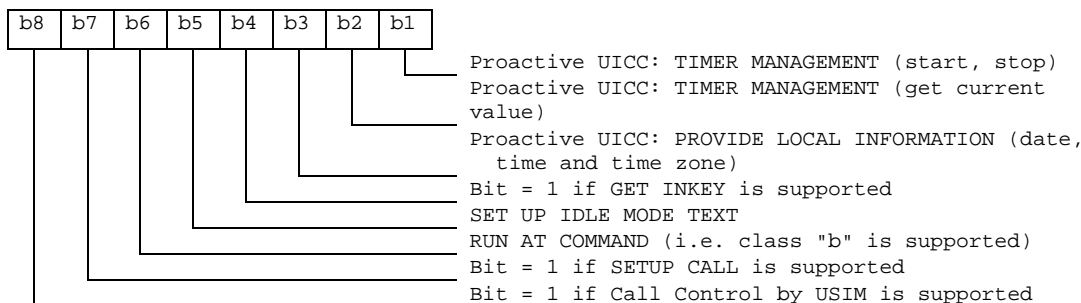 b8 b7 b6 b5 b4 b3 b2 b1
Proactive UICC: TIMER MANAGEMENT (start, stop)
Proactive UICC: TIMER MANAGEMENT (get current
value)
Proactive UICC: PROVIDE LOCAL INFORMATION (date,
time and time zone)
Bit = 1 if GET INKEY is supported
SET UP IDLE MODE TEXT
RUN AT COMMAND (i.e. class "b" is supported)
Bit = 1 if SETUP CALL is supported
Bit = 1 if Call Control by USIM is supported